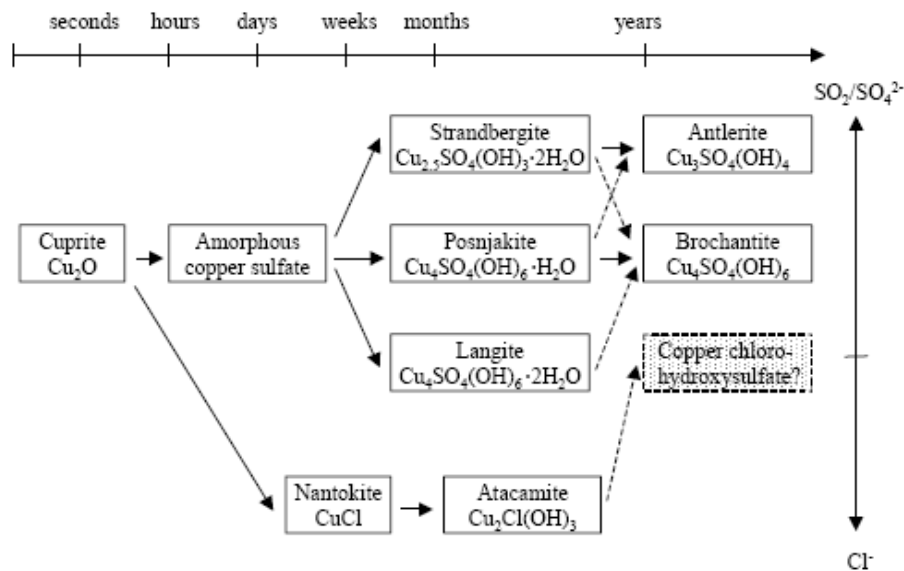 seconds hours days weeks months years
SO₂/SO₄²⁻
Strandbergite
Cu₂.₅SO₄(OH)₃·2H₂O
Antlerite
Cu₃SO₄(OH)₄
Cuprite
Cu₂O
Amorphous
copper sulfate
Posnjakite
Cu₄SO₄(OH)₆·H₂O
Brochantite
Cu₄SO₄(OH)₆
Langite
Cu₄SO₄(OH)₆·2H₂O
Copper chloro-
hydroxysulfate?
Nantokite
CuCl
Atacamite
Cu₂Cl(OH)₃
Cl⁻